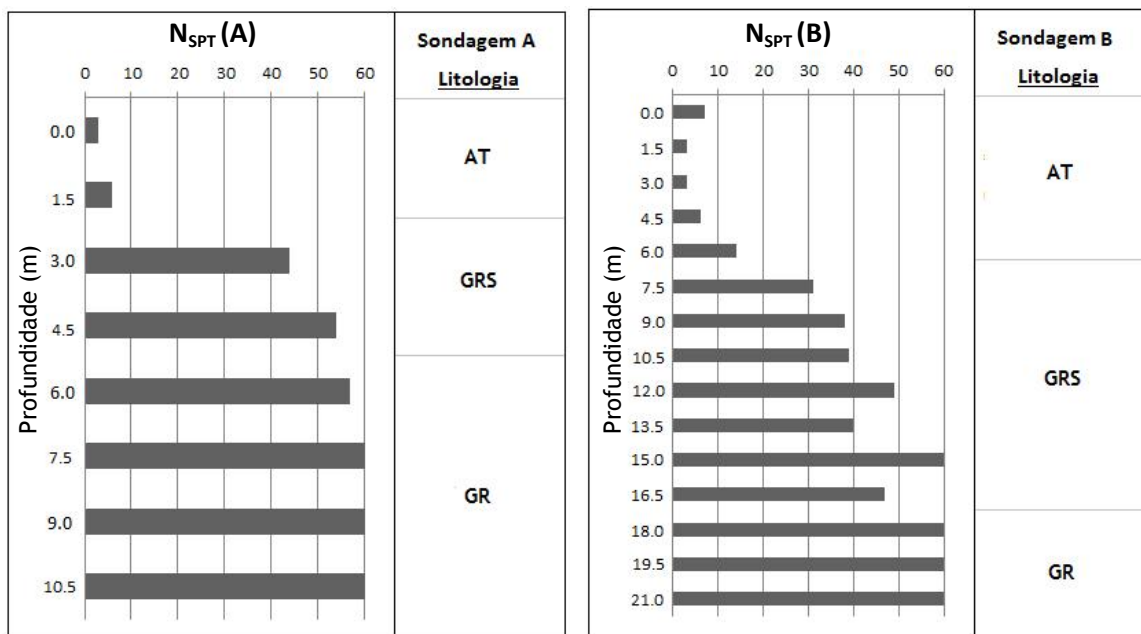 N_SPT (A)
0 10 20 30 40 50 60
Profundidade (m)
0.0
1.5
3.0
4.5
6.0
7.5
9.0
10.5
Sondagem A
Litologia
AT
GRS
GR
N_SPT (B)
0 10 20 30 40 50 60
Profundidade (m)
0.0
1.5
3.0
4.5
6.0
7.5
9.0
10.5
12.0
13.5
15.0
16.5
18.0
19.5
21.0
Sondagem B
Litologia
AT
GRS
GR